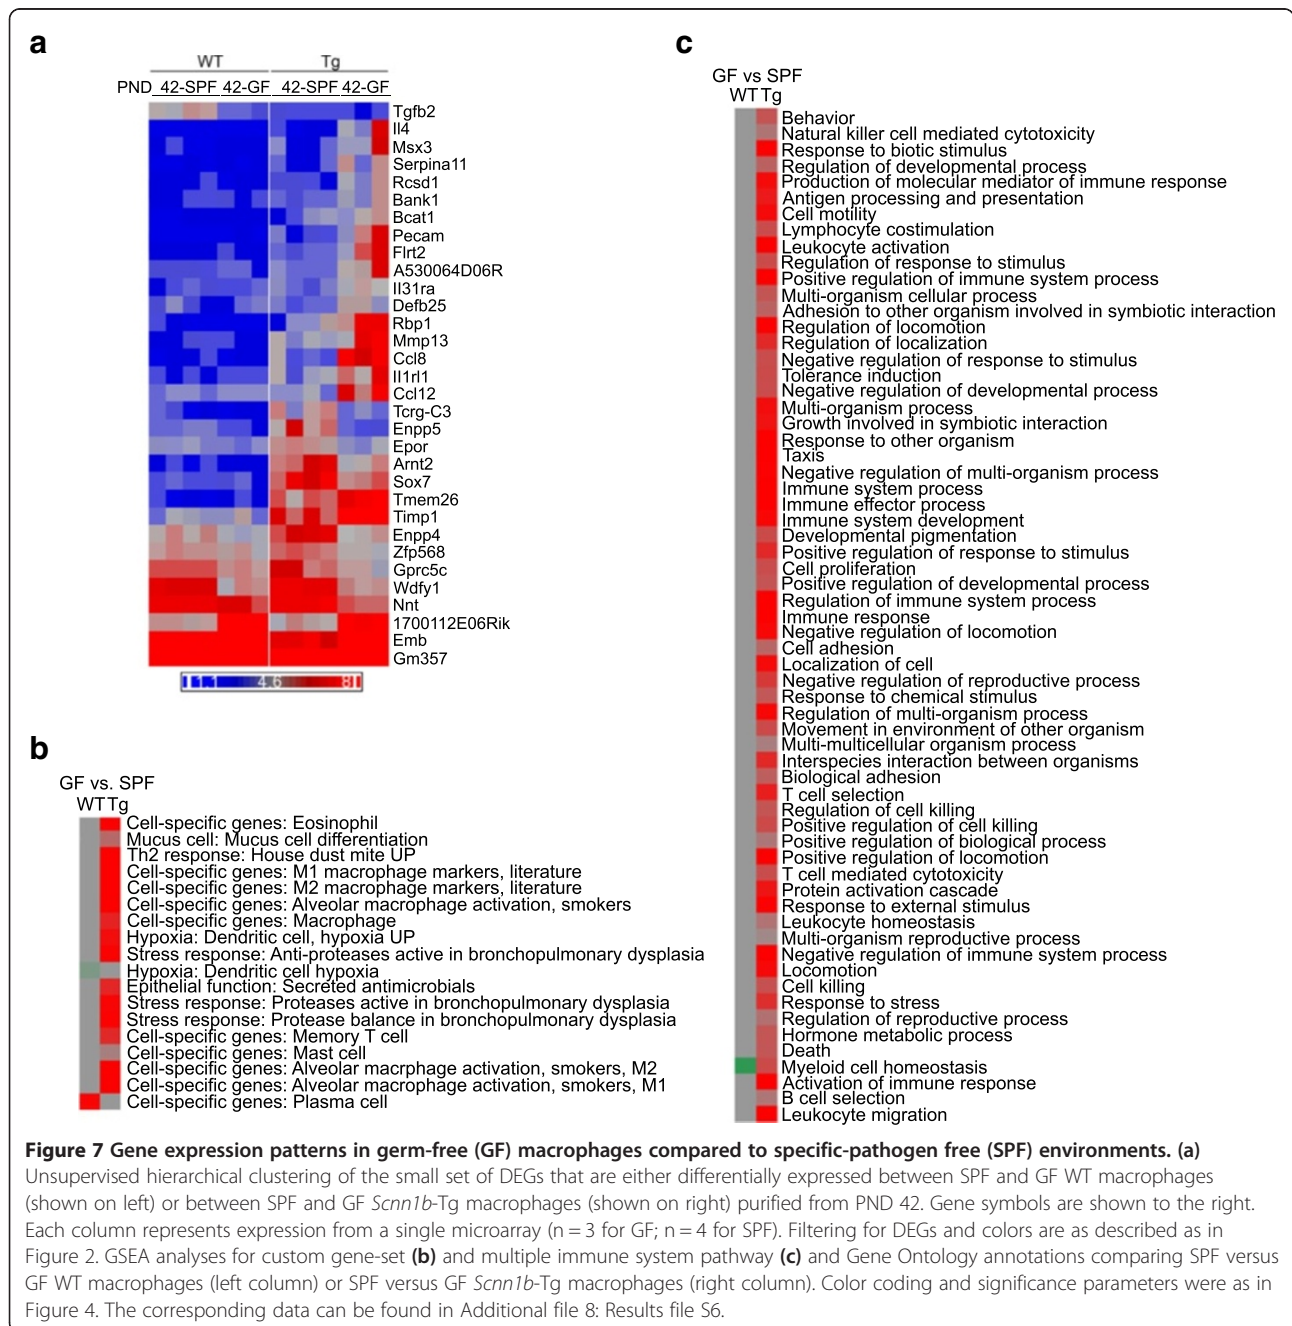 a
WT Tg
PND 42-SPF 42-GF 42-SPF 42-GF
Tgfb2
Il4
Msx3
Serpina11
Rcsd1
Bank1
Bcat1
Pecam
Flrt2
A530064D06R
Il31ra
Defb25
Rbp1
Mmp13
Ccl8
Il1rl1
Ccl12
Tcrg-C3
Enpp5
Epor
Arnt2
Sox7
Tmem26
Timp1
Enpp4
Zfp568
Gprc5c
Wdfy1
Nnt
1700112E06Rik
Emb
Gm357
1.1 4.6 8
b
GF vs. SPF
WT Tg
Cell-specific genes: Eosinophil
Mucus cell: Mucus cell differentiation
Th2 response: House dust mite UP
Cell-specific genes: M1 macrophage markers, literature
Cell-specific genes: M2 macrophage markers, literature
Cell-specific genes: Alveolar macrophage activation, smokers
Cell-specific genes: Macrophage
Hypoxia: Dendritic cell, hypoxia UP
Stress response: Anti-proteases active in bronchopulmonary dysplasia
Hypoxia: Dendritic cell hypoxia
Epithelial function: Secreted antimicrobials
Stress response: Proteases active in bronchopulmonary dysplasia
Stress response: Protease balance in bronchopulmonary dysplasia
Cell-specific genes: Memory T cell
Cell-specific genes: Mast cell
Cell-specific genes: Alveolar macrphage activation, smokers, M2
Cell-specific genes: Alveolar macrophage activation, smokers, M1
Cell-specific genes: Plasma cell
c
GF vs SPF
WT Tg
Behavior
Natural killer cell mediated cytotoxicity
Response to biotic stimulus
Regulation of developmental process
Production of molecular mediator of immune response
Antigen processing and presentation
Cell motility
Lymphocyte costimulation
Leukocyte activation
Regulation of response to stimulus
Positive regulation of immune system process
Multi-organism cellular process
Adhesion to other organism involved in symbiotic interaction
Regulation of locomotion
Regulation of localization
Negative regulation of response to stimulus
Tolerance induction
Negative regulation of developmental process
Multi-organism process
Growth involved in symbiotic interaction
Response to other organism
Taxis
Negative regulation of multi-organism process
Immune system process
Immune effector process
Immune system development
Developmental pigmentation
Positive regulation of response to stimulus
Cell proliferation
Positive regulation of developmental process
Regulation of immune system process
Immune response
Negative regulation of locomotion
Cell adhesion
Localization of cell
Negative regulation of reproductive process
Response to chemical stimulus
Regulation of multi-organism process
Movement in environment of other organism
Multi-multicellular organism process
Interspecies interaction between organisms
Biological adhesion
T cell selection
Regulation of cell killing
Positive regulation of cell killing
Positive regulation of biological process
Positive regulation of locomotion
T cell mediated cytotoxicity
Protein activation cascade
Response to external stimulus
Leukocyte homeostasis
Multi-organism reproductive process
Negative regulation of immune system process
Locomotion
Cell killing
Response to stress
Regulation of reproductive process
Hormone metabolic process
Death
Myeloid cell homeostasis
Activation of immune response
B cell selection
Leukocyte migration
Figure 7 Gene expression patterns in germ-free (GF) macrophages compared to specific-pathogen free (SPF) environments. (a)
Unsupervised hierarchical clustering of the small set of DEGs that are either differentially expressed between SPF and GF WT macrophages
(shown on left) or between SPF and GF Scnn1b-Tg macrophages (shown on right) purified from PND 42. Gene symbols are shown to the right.
Each column represents expression from a single microarray (n = 3 for GF; n = 4 for SPF). Filtering for DEGs and colors are as described as in
Figure 2. GSEA analyses for custom gene-set (b) and multiple immune system pathway (c) and Gene Ontology annotations comparing SPF versus
GF WT macrophages (left column) or SPF versus GF Scnn1b-Tg macrophages (right column). Color coding and significance parameters were as in
Figure 4. The corresponding data can be found in Additional file 8: Results file S6.